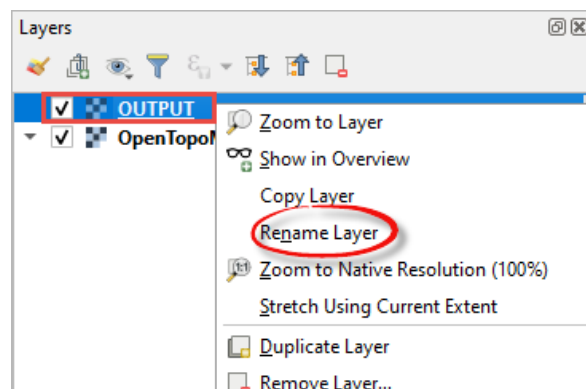 Layers
OUTPUT
Zoom to Layer
OpenTopoM
Show in Overview
Copy Layer
Rename Layer
Zoom to Native Resolution (100%)
Stretch Using Current Extent
Duplicate Layer
Remove Layer...